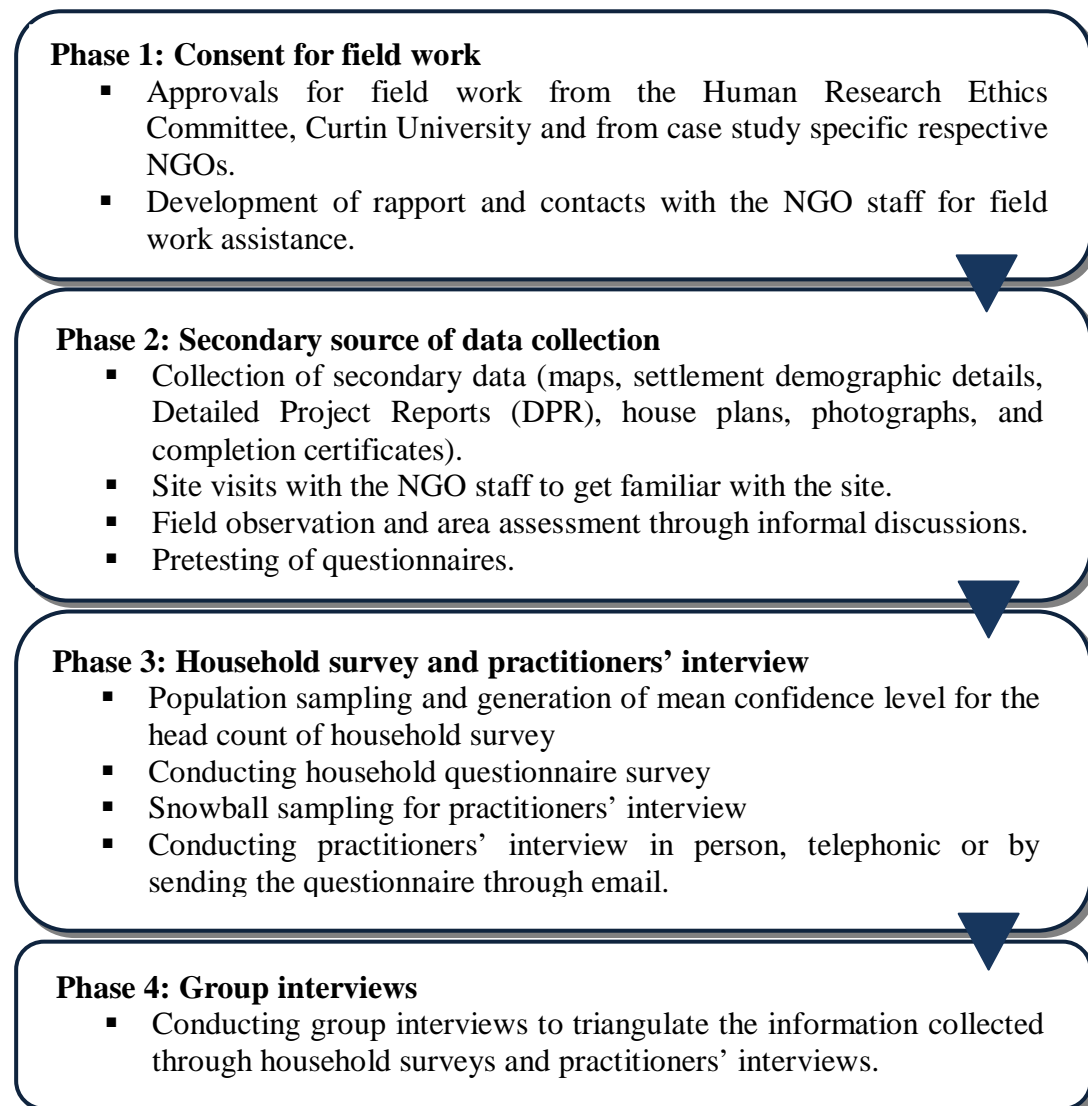 Phase 1: Consent for field work
▪ Approvals for field work from the Human Research Ethics
Committee, Curtin University and from case study specific respective
NGOs.
▪ Development of rapport and contacts with the NGO staff for field
work assistance.
Phase 2: Secondary source of data collection
▪ Collection of secondary data (maps, settlement demographic details,
Detailed Project Reports (DPR), house plans, photographs, and
completion certificates).
▪ Site visits with the NGO staff to get familiar with the site.
▪ Field observation and area assessment through informal discussions.
▪ Pretesting of questionnaires.
Phase 3: Household survey and practitioners’ interview
▪ Population sampling and generation of mean confidence level for the
head count of household survey
▪ Conducting household questionnaire survey
▪ Snowball sampling for practitioners’ interview
▪ Conducting practitioners’ interview in person, telephonic or by
sending the questionnaire through email.
Phase 4: Group interviews
▪ Conducting group interviews to triangulate the information collected
through household surveys and practitioners’ interviews.